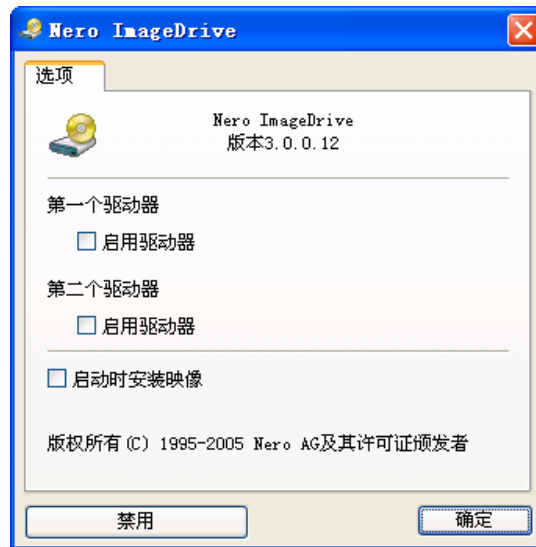 Nero ImageDrive
选项
Nero ImageDrive
版本3.0.0.12
第一个驱动器
启用驱动器
第二个驱动器
启用驱动器
启动时安装映像
版权所有(C) 1995-2005 Nero AG及其许可证颁发者
禁用
确定